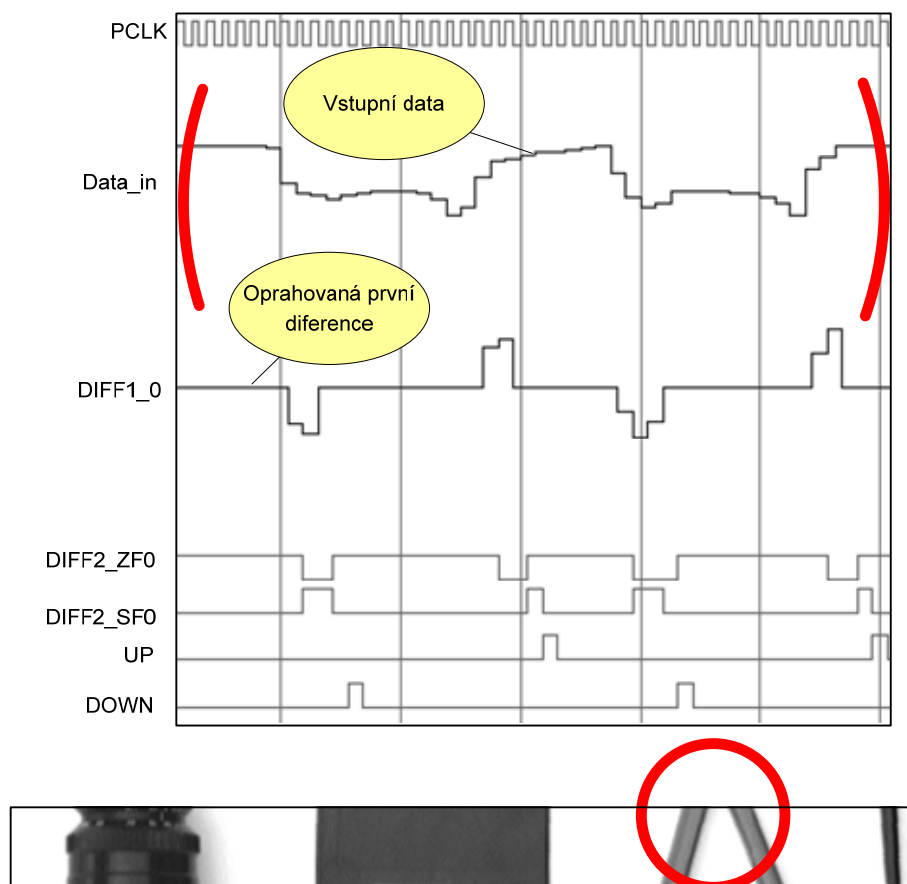 PCLK
Vstupní data
Data_in
Oprahovaná první
diference
DIFF1_0
DIFF2_ZF0
DIFF2_SF0
UP
DOWN